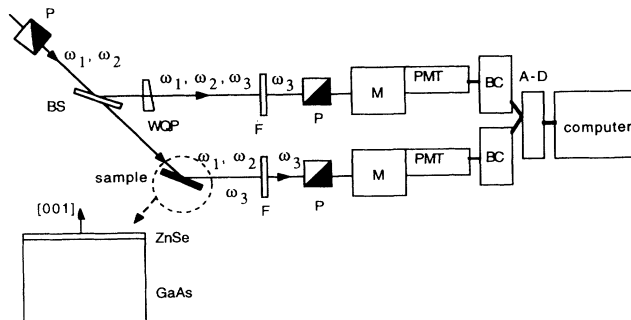 P
ω₁, ω₂
BS
WQP
ω₁, ω₂, ω₃
F
ω₃
P
M
PMT
BC
A-D
computer
sample
ω₁, ω₂
ω₃
F
ω₃
P
M
PMT
BC
[001]
ZnSe
GaAs